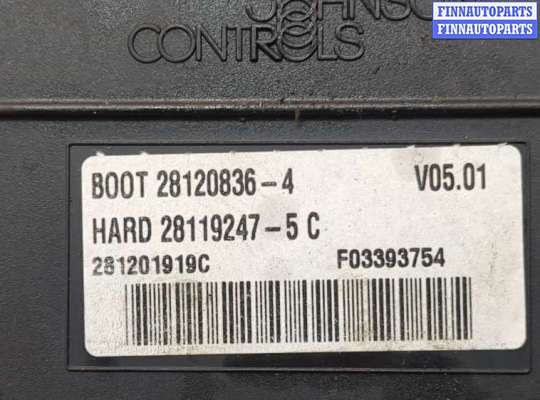 CONTROLS
FINNAUTOPARTS
FINNAUTOPARTS
BOOT 28120836-4 V05.01
HARD 28119247-5 C
281201919C F03393754